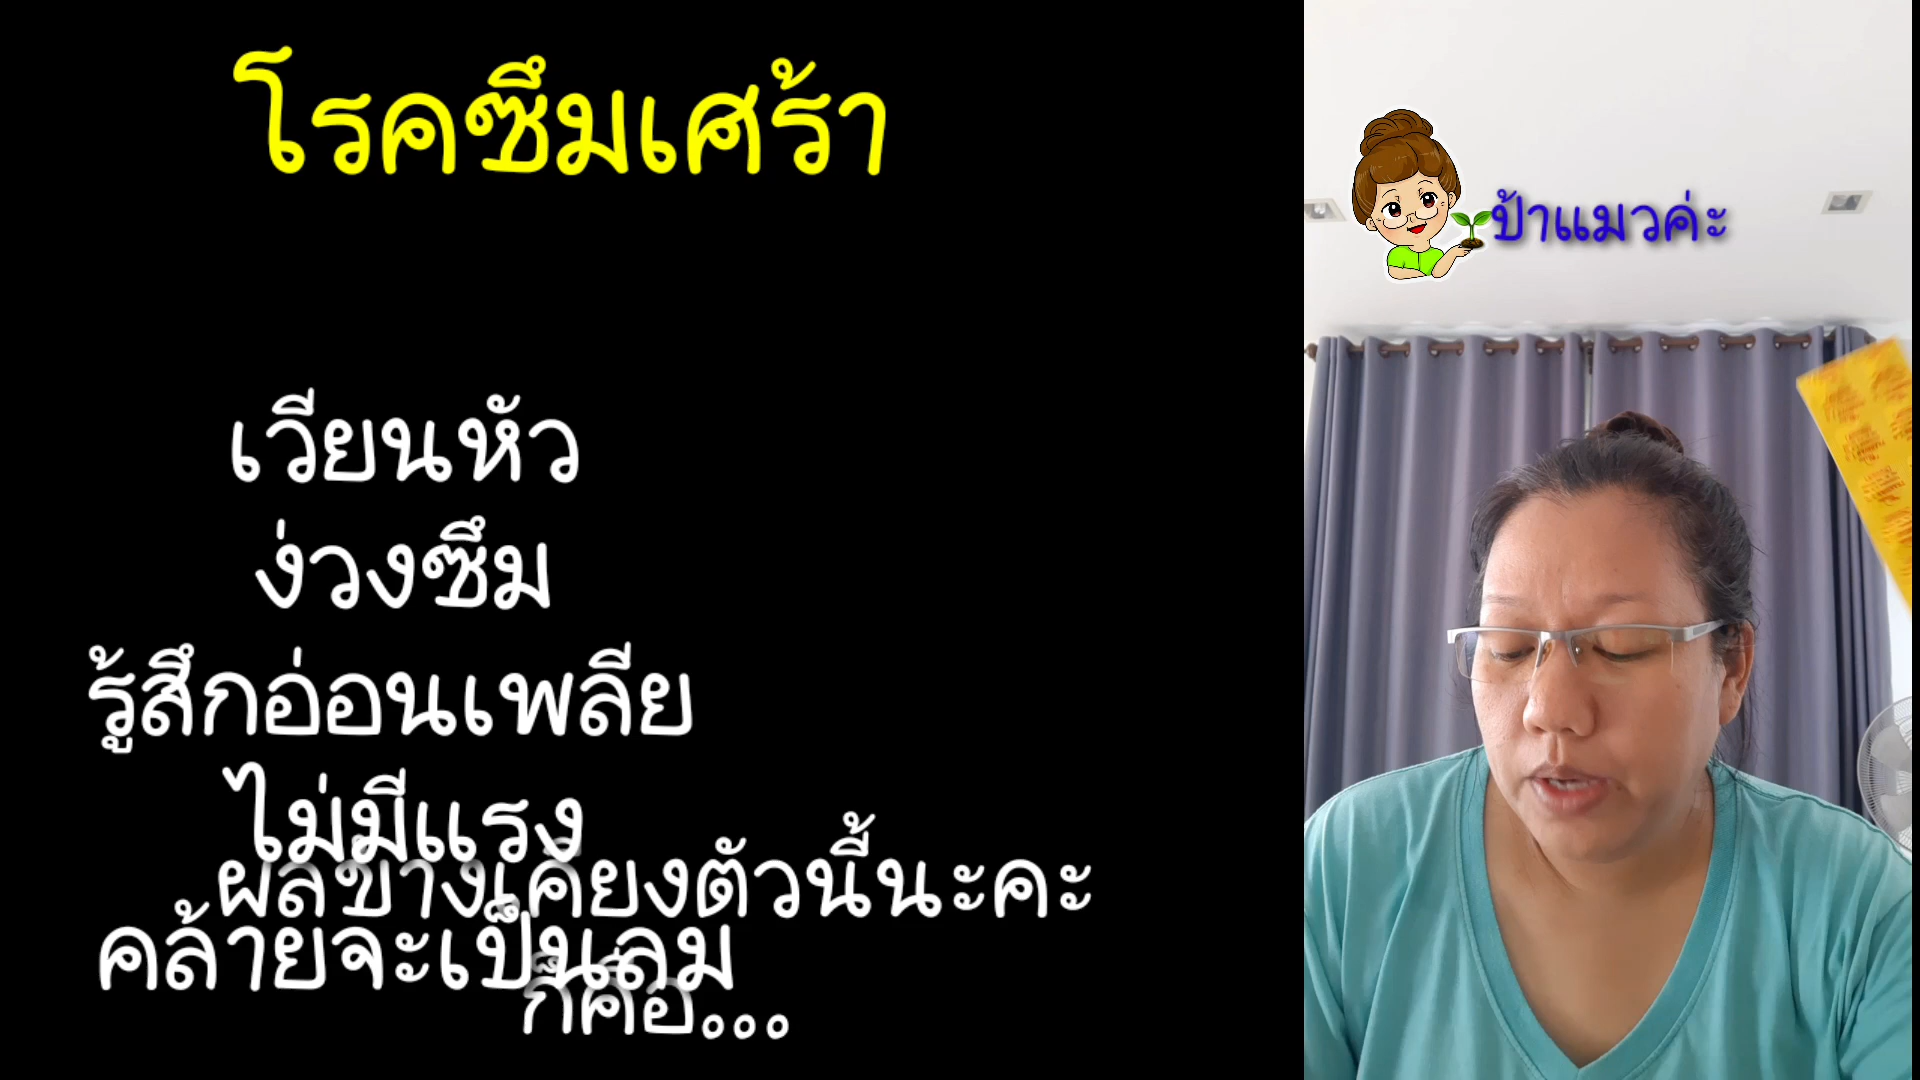 โรคซึมเศร้า
ป้าแมวค่ะ
เวียนหัว
ง่วงซึม
รู้สึกอ่อนเพลีย
ไม่มีแรง
ผลข้างเคียงตัวนี้นะคะ
คล้ายจะเป็นลม
ก็คือ...